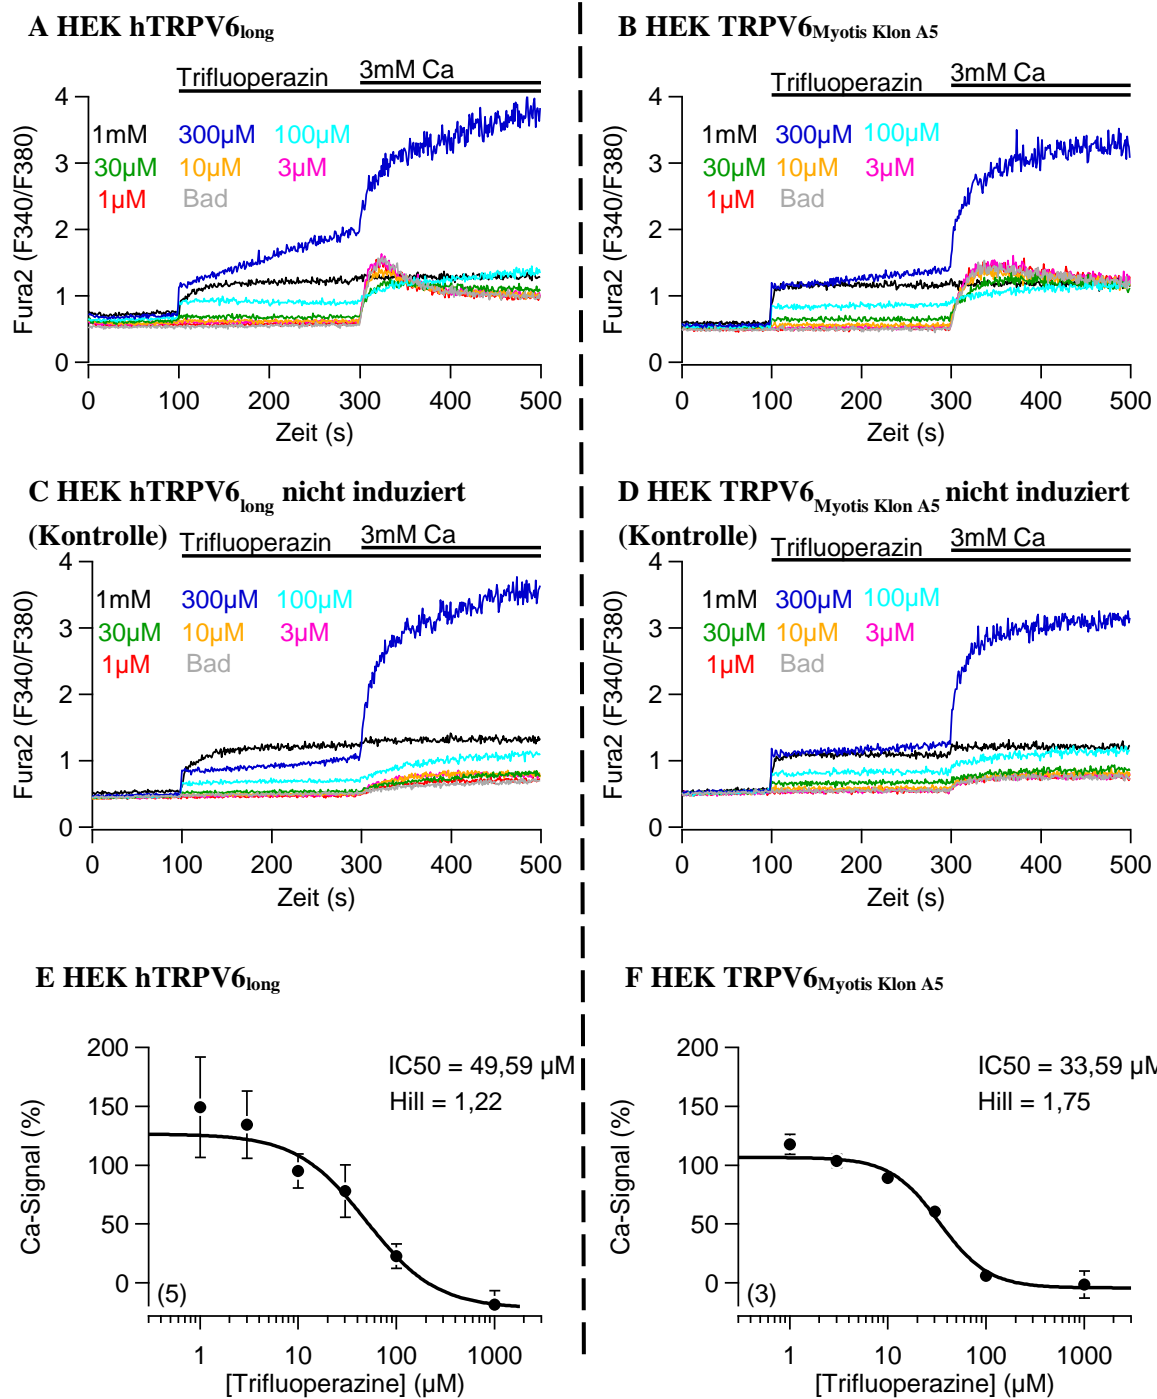 A HEK hTRPV6long
Trifluoperazin
3mM Ca
Fura2 (F340/F380)
4
3
2
1
0
1mM 300µM 100µM
30µM 10µM 3µM
1µM Bad
0 100 200 300 400 500
Zeit (s)
B HEK TRPV6Myotis Klon A5
Trifluoperazin
3mM Ca
Fura2 (F340/F380)
4
3
2
1
0
1mM 300µM 100µM
30µM 10µM 3µM
1µM Bad
0 100 200 300 400 500
Zeit (s)
C HEK hTRPV6long nicht induziert
(Kontrolle)
Trifluoperazin
3mM Ca
Fura2 (F340/F380)
4
3
2
1
0
1mM 300µM 100µM
30µM 10µM 3µM
1µM Bad
0 100 200 300 400 500
Zeit (s)
D HEK TRPV6Myotis Klon A5 nicht induziert
(Kontrolle)
Trifluoperazin
3mM Ca
Fura2 (F340/F380)
4
3
2
1
0
1mM 300µM 100µM
30µM 10µM 3µM
1µM Bad
0 100 200 300 400 500
Zeit (s)
E HEK hTRPV6long
Ca-Signal (%)
200
150
100
50
0
IC50 = 49,59 µM
Hill = 1,22
(5)
1 10 100 1000
[Trifluoperazine] (µM)
F HEK TRPV6Myotis Klon A5
Ca-Signal (%)
200
150
100
50
0
IC50 = 33,59 µM
Hill = 1,75
(3)
1 10 100 1000
[Trifluoperazine] (µM)